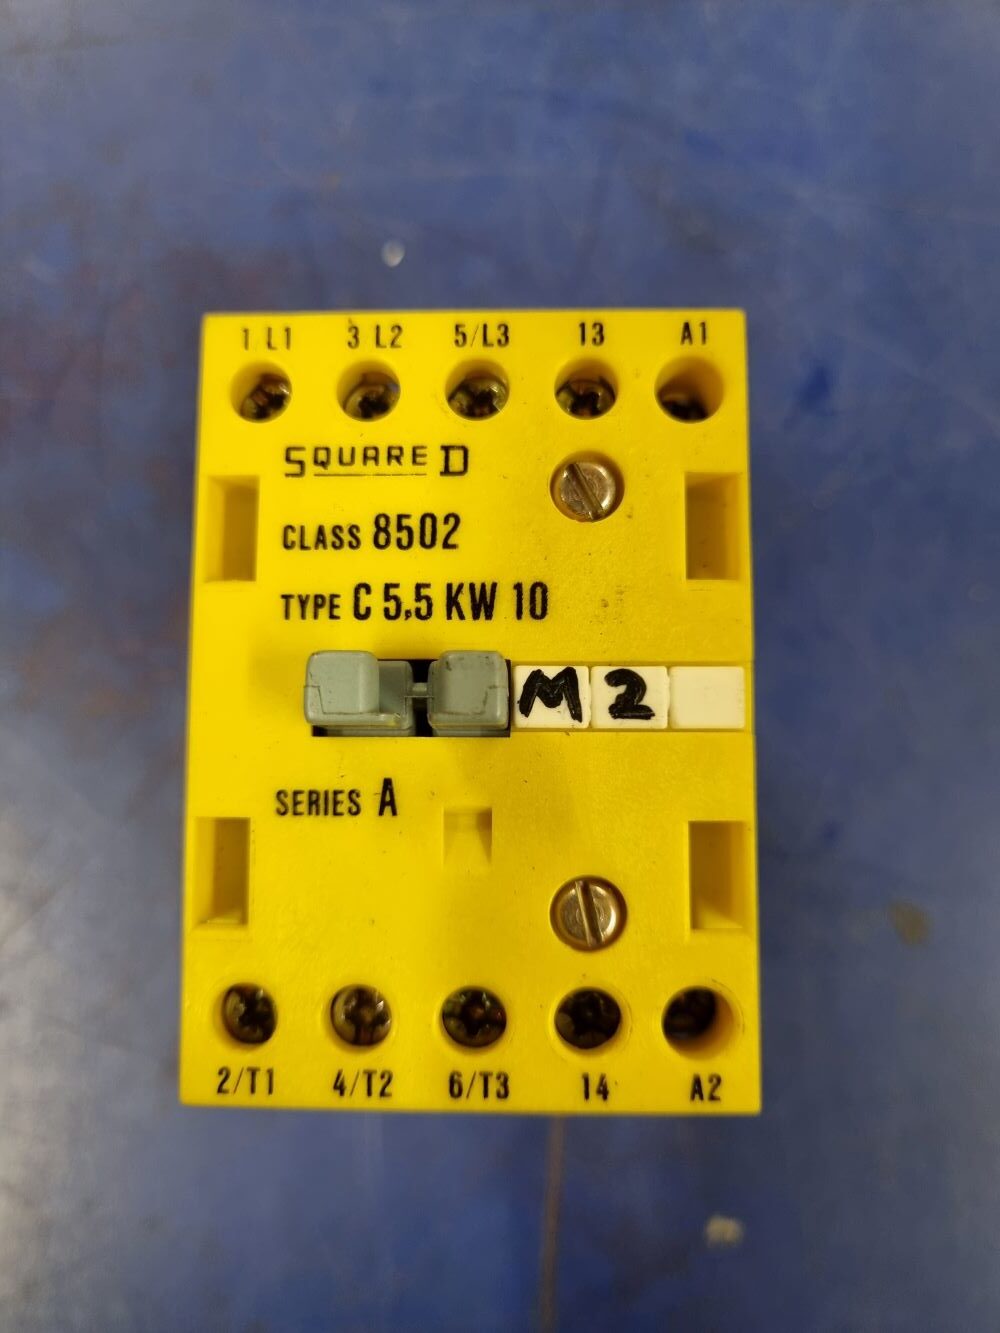 1 L1 3 L2 5/L3 13 A1
SQUARE D
CLASS 8502
TYPE C 5,5 KW 10
M2
SERIES A
2/T1 4/T2 6/T3 14 A2